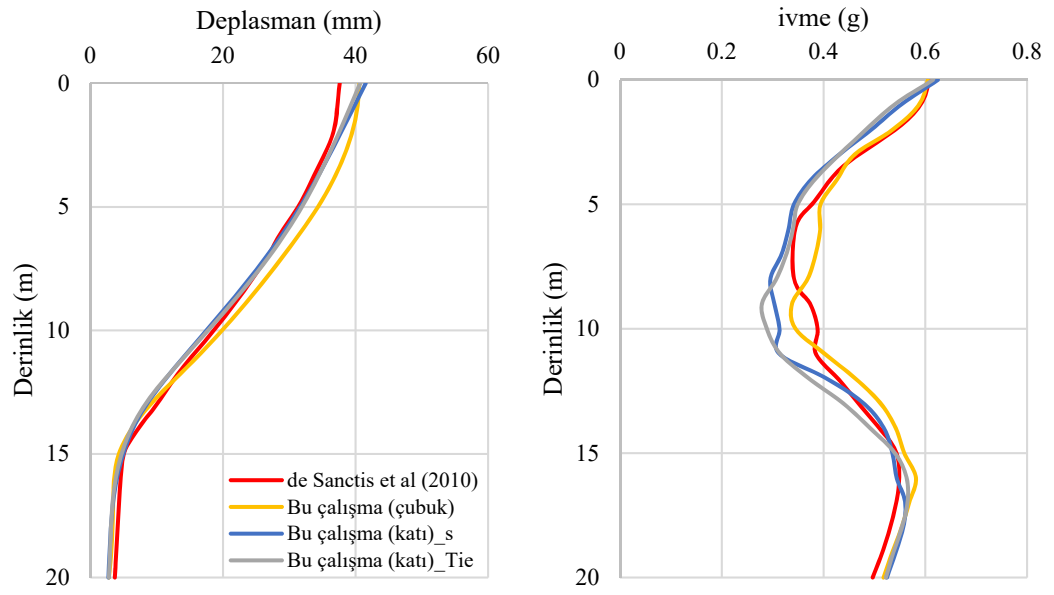 Deplasman (mm)
0 20 40 60
0
5
10
15
20
Derinlik (m)
de Sanctis et al (2010)
Bu çalışma (çubuk)
Bu çalışma (katı)_s
Bu çalışma (katı)_Tie
ivme (g)
0 0.2 0.4 0.6 0.8
0
5
10
15
20
Derinlik (m)